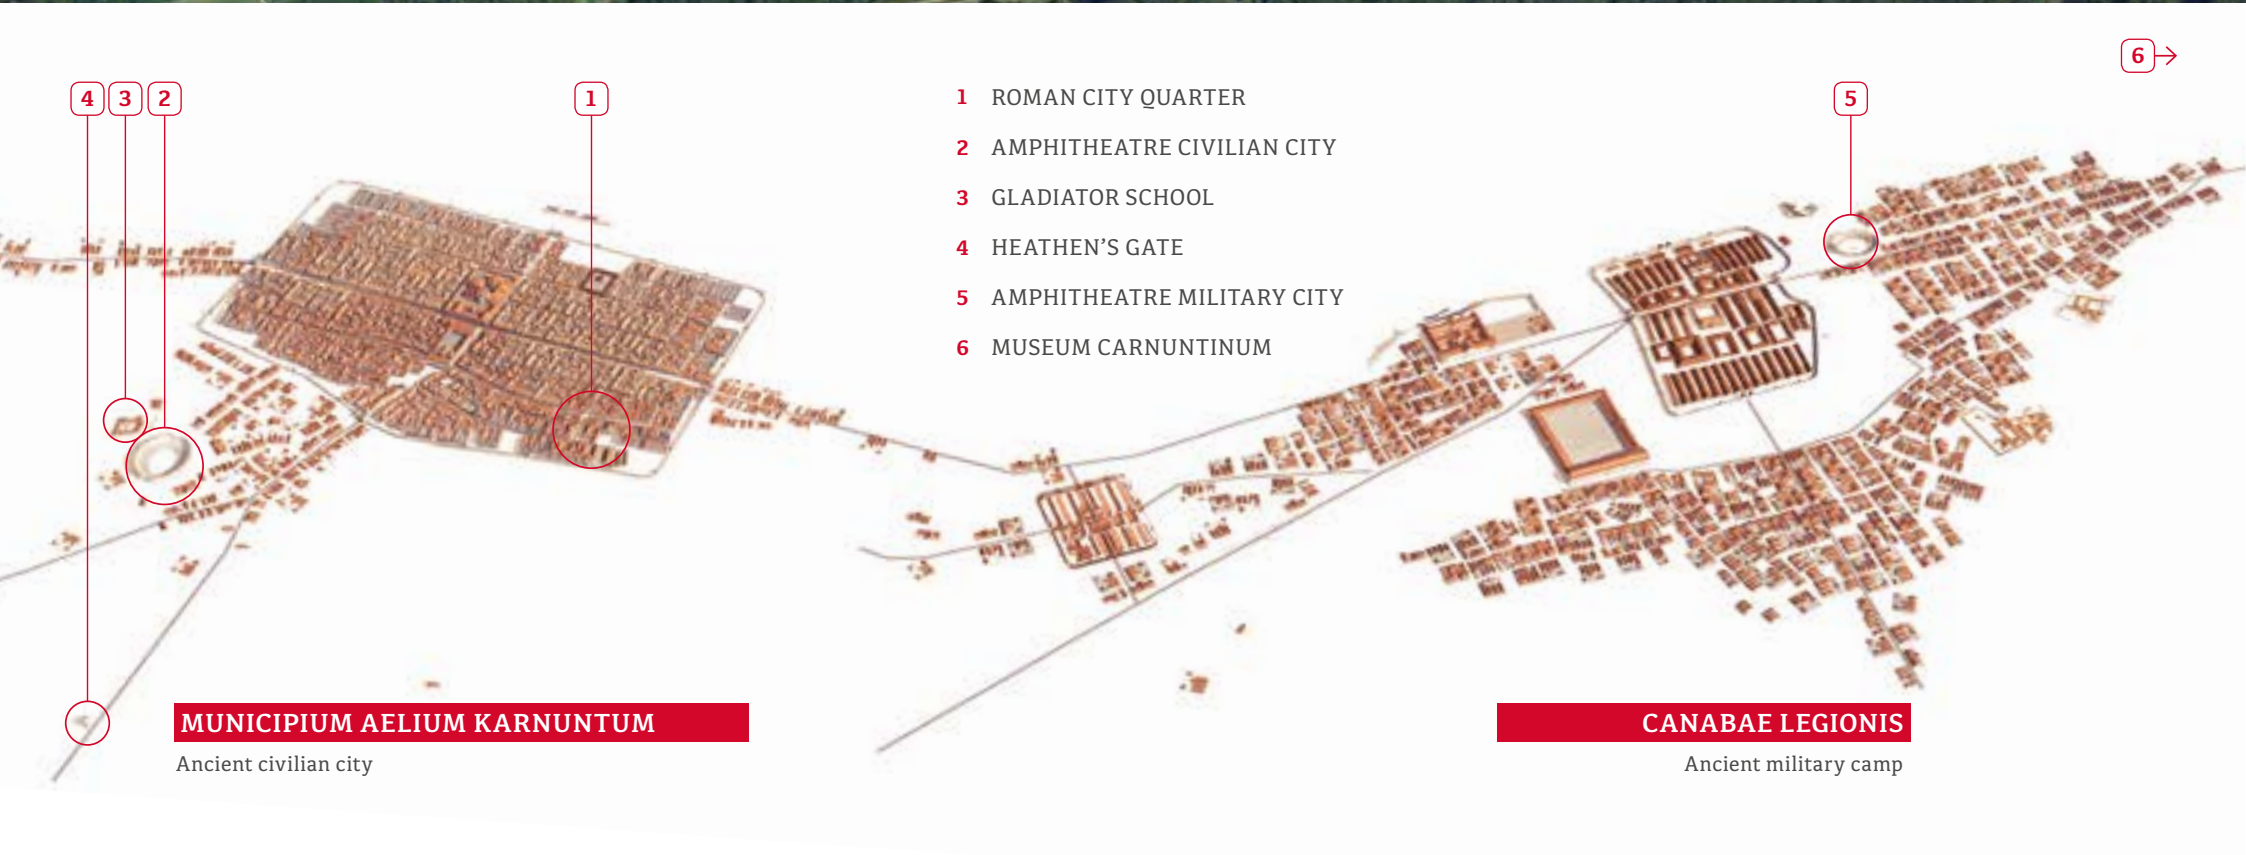 6
4 3 2 1 5
1 ROMAN CITY QUARTER
2 AMPHITHEATRE CIVILIAN CITY
3 GLADIATOR SCHOOL
4 HEATHEN’S GATE
5 AMPHITHEATRE MILITARY CITY
6 MUSEUM CARNUNTINUM
MUNICIPIUM AELIUM KARNUNTUM
Ancient civilian city
CANABAE LEGIONIS
Ancient military camp